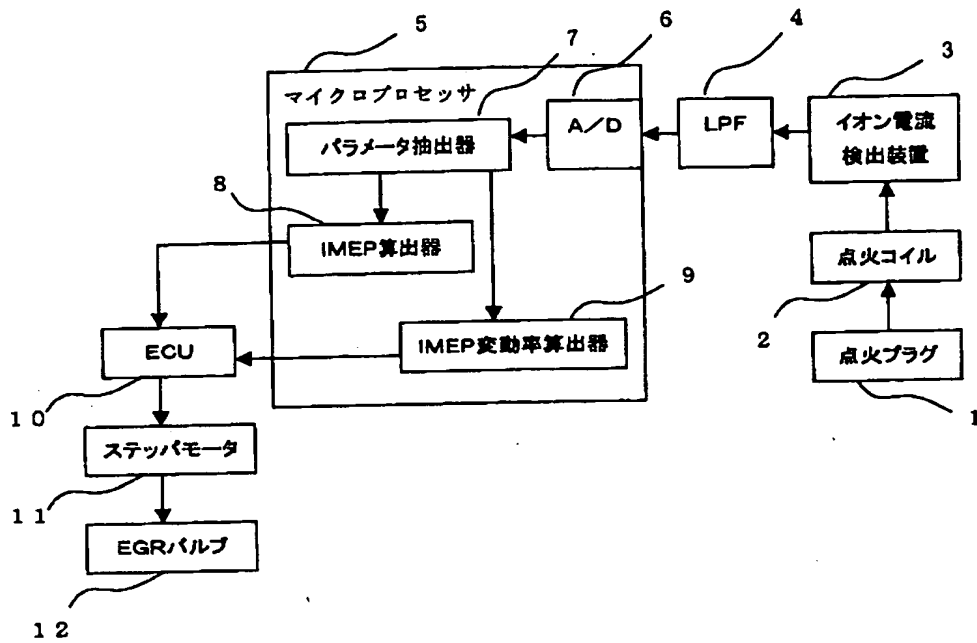 5
7
6
4
3
マイクロプロセッサ
パラメータ抽出器
A/D
LPF
イオン電流
検出装置
8
IMEP算出器
点火コイル
2
9
ECU
IMEP変動率算出器
点火プラグ
10
1
ステッパモータ
11
EGRバルブ
12